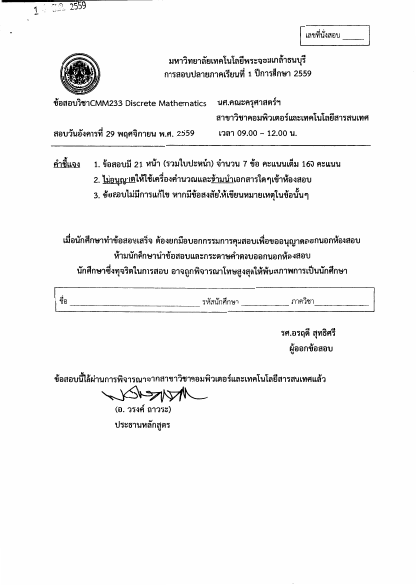 2559
เลขที่นั่งสอบ
มหาวิทยาลัยเทคโนโลยีพระจอมเกล้าธนบุรี
การสอบปลายภาคเรียนที่ 1 ปีการศึกษา 2559
ข้อสอบวิชาCMM233 Discrete Mathematics นศ.คณะครุศาสตร์ฯ
สาขาวิชาคอมพิวเตอร์และเทคโนโลยีสารสนเทศ
สอบวันอังคารที่ 29 พฤศจิกายน พ.ศ. 2559 เวลา 09.00 – 12.00 น.
คำชี้แจง 1. ข้อสอบมี 21 หน้า (รวมใบปะหน้า) จำนวน 7 ข้อ คะแนนเต็ม 160 คะแนน
2. ไม่อนุญาตให้ใช้เครื่องคำนวณและห้ามนำเอกสารใดๆเข้าห้องสอบ
3. ข้อสอบไม่มีการแก้ไข หากมีข้อสงสัยให้เขียนหมายเหตุในข้อนั้นๆ
เมื่อนักศึกษาทำข้อสอบเสร็จ ต้องยกมือบอกกรรมการคุมสอบเพื่อขออนุญาตออกนอกห้องสอบ
ห้ามนักศึกษานำข้อสอบและกระดาษคำตอบออกนอกห้องสอบ
นักศึกษาซึ่งทุจริตในการสอบ อาจถูกพิจารณาโทษสูงสุดให้พ้นสภาพการเป็นนักศึกษา
ชื่อ รหัสนักศึกษา ภาควิชา
รศ.อรฤดี สุทธิศรี
ผู้ออกข้อสอบ
ข้อสอบนี้ได้ผ่านการพิจารณาจากสาขาวิชาคอมพิวเตอร์และเทคโนโลยีสารสนเทศแล้ว
(อ. วรงค์ ถาวระ)
ประธานหลักสูตร